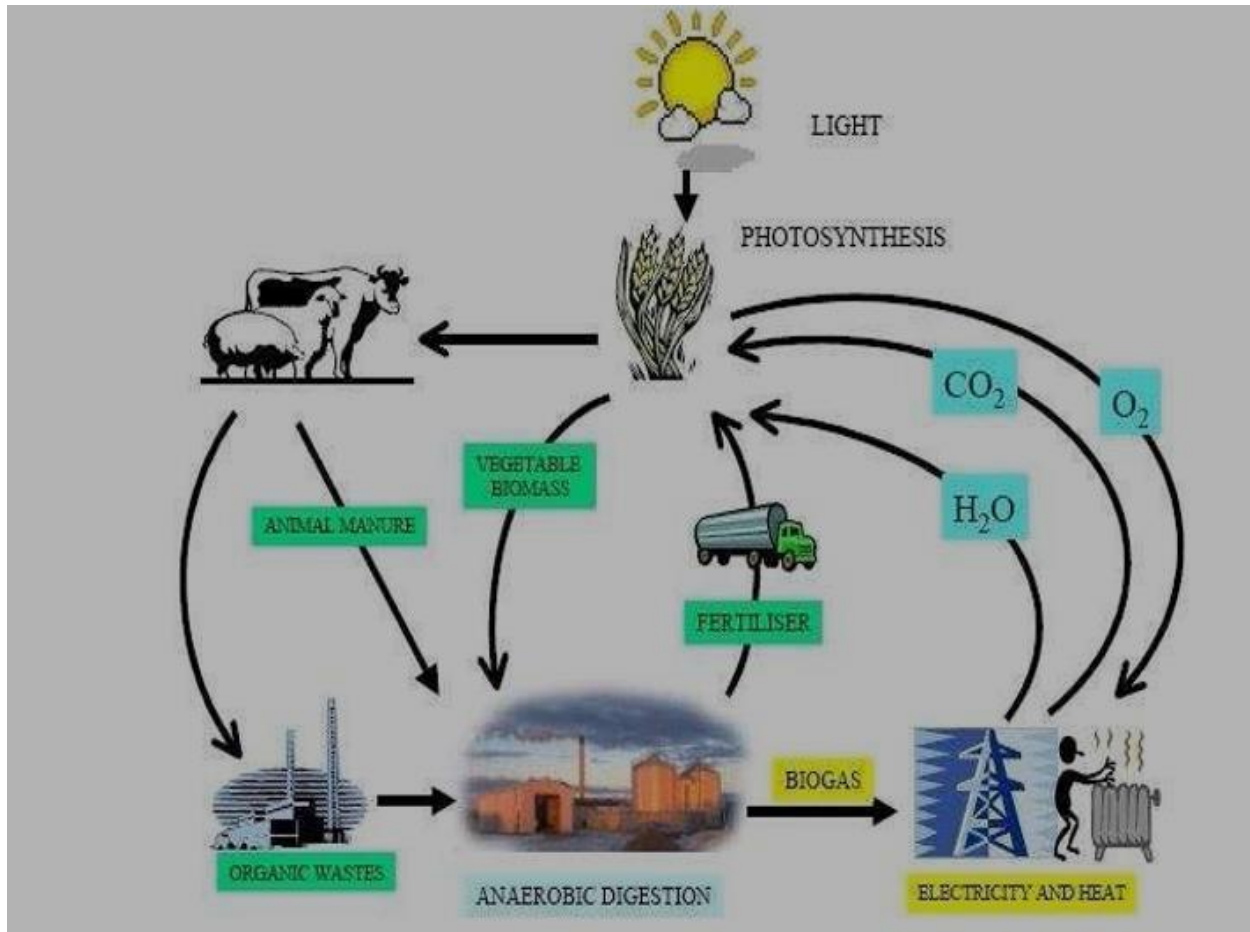 LIGHT
PHOTOSYNTHESIS
CO₂
O₂
VEGETABLE
BIOMASS
ANIMAL MANURE
H₂O
FERTILISER
BIOGAS
ORGANIC WASTES
ANAEROBIC DIGESTION
ELECTRICITY AND HEAT